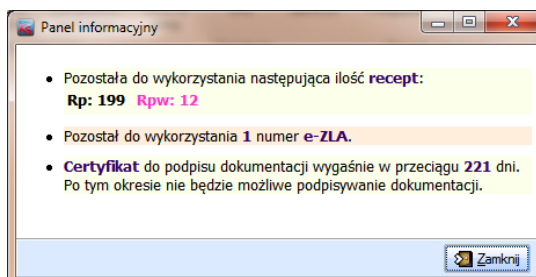 Panel informacyjny
Pozostała do wykorzystania następująca ilość recept:
Rp: 199 Rpw: 12
Pozostał do wykorzystania 1 numer e-ZLA.
Certyfikat do podpisu dokumentacji wygaśnie w przeciągu 221 dni.
Po tym okresie nie będzie możliwe podpisywanie dokumentacji.
Zamknij